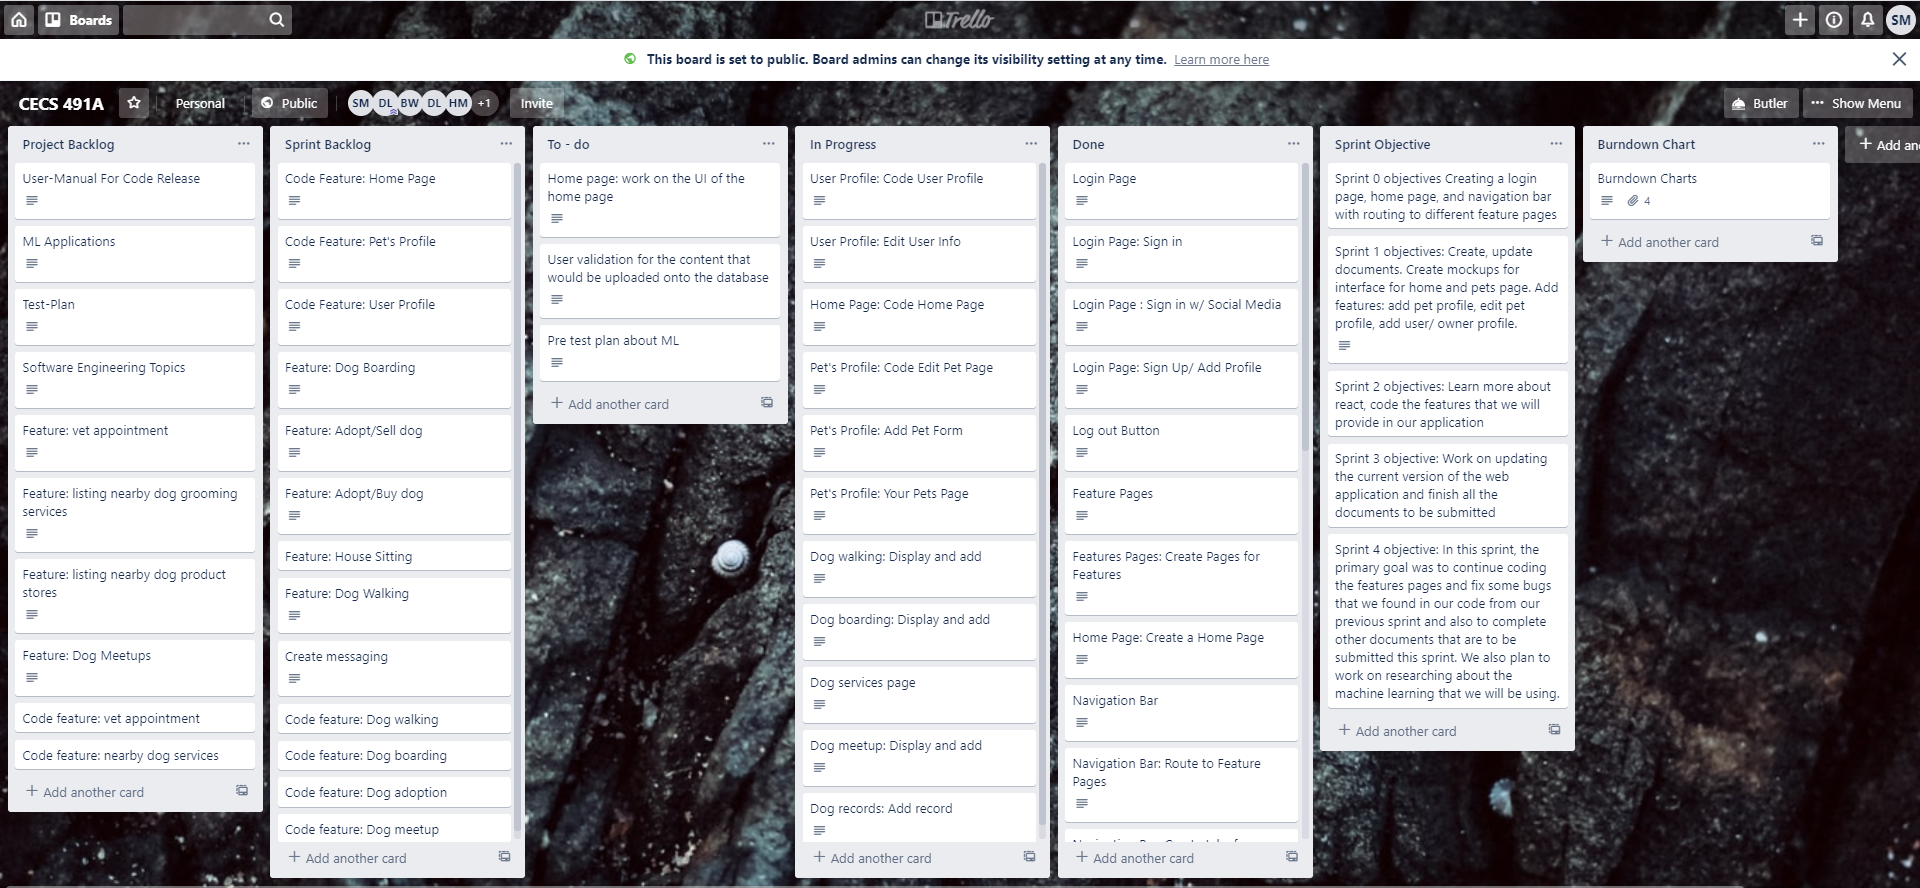 Boards
Trello
SM
This board is set to public. Board admins can change its visibility setting at any time. Learn more here
CECS 491A
Personal
Public
SM DL BW DL HM +1
Invite
Butler
Show Menu
Project Backlog
User-Manual For Code Release
ML Applications
Test-Plan
Software Engineering Topics
Feature: vet appointment
Feature: listing nearby dog grooming
services
Feature: listing nearby dog product
stores
Feature: Dog Meetups
Code feature: vet appointment
Code feature: nearby dog services
Add another card
Sprint Backlog
Code Feature: Home Page
Code Feature: Pet's Profile
Code Feature: User Profile
Feature: Dog Boarding
Feature: Adopt/Sell dog
Feature: Adopt/Buy dog
Feature: House Sitting
Feature: Dog Walking
Create messaging
Code feature: Dog walking
Code feature: Dog boarding
Code feature: Dog adoption
Code feature: Dog meetup
Add another card
To - do
Home page: work on the UI of the
home page
User validation for the content that
would be uploaded onto the database
Pre test plan about ML
Add another card
In Progress
User Profile: Code User Profile
User Profile: Edit User Info
Home Page: Code Home Page
Pet's Profile: Code Edit Pet Page
Pet's Profile: Add Pet Form
Pet's Profile: Your Pets Page
Dog walking: Display and add
Dog boarding: Display and add
Dog services page
Dog meetup: Display and add
Dog records: Add record
Add another card
Done
Login Page
Login Page: Sign in
Login Page : Sign in w/ Social Media
Login Page: Sign Up/ Add Profile
Log out Button
Feature Pages
Features Pages: Create Pages for
Features
Home Page: Create a Home Page
Navigation Bar
Navigation Bar: Route to Feature
Pages
Add another card
Sprint Objective
Sprint 0 objectives Creating a login
page, home page, and navigation bar
with routing to different feature pages
Sprint 1 objectives: Create, update
documents. Create mockups for
interface for home and pets page. Add
features: add pet profile, edit pet
profile, add user/ owner profile.
Sprint 2 objectives: Learn more about
react, code the features that we will
provide in our application
Sprint 3 objective: Work on updating
the current version of the web
application and finish all the
documents to be submitted
Sprint 4 objective: In this sprint, the
primary goal was to continue coding
the features pages and fix some bugs
that we found in our code from our
previous sprint and also to complete
other documents that are to be
submitted this sprint. We also plan to
work on researching about the
machine learning that we will be using.
Add another card
Burndown Chart
Burndown Charts
4
Add another card
Add an